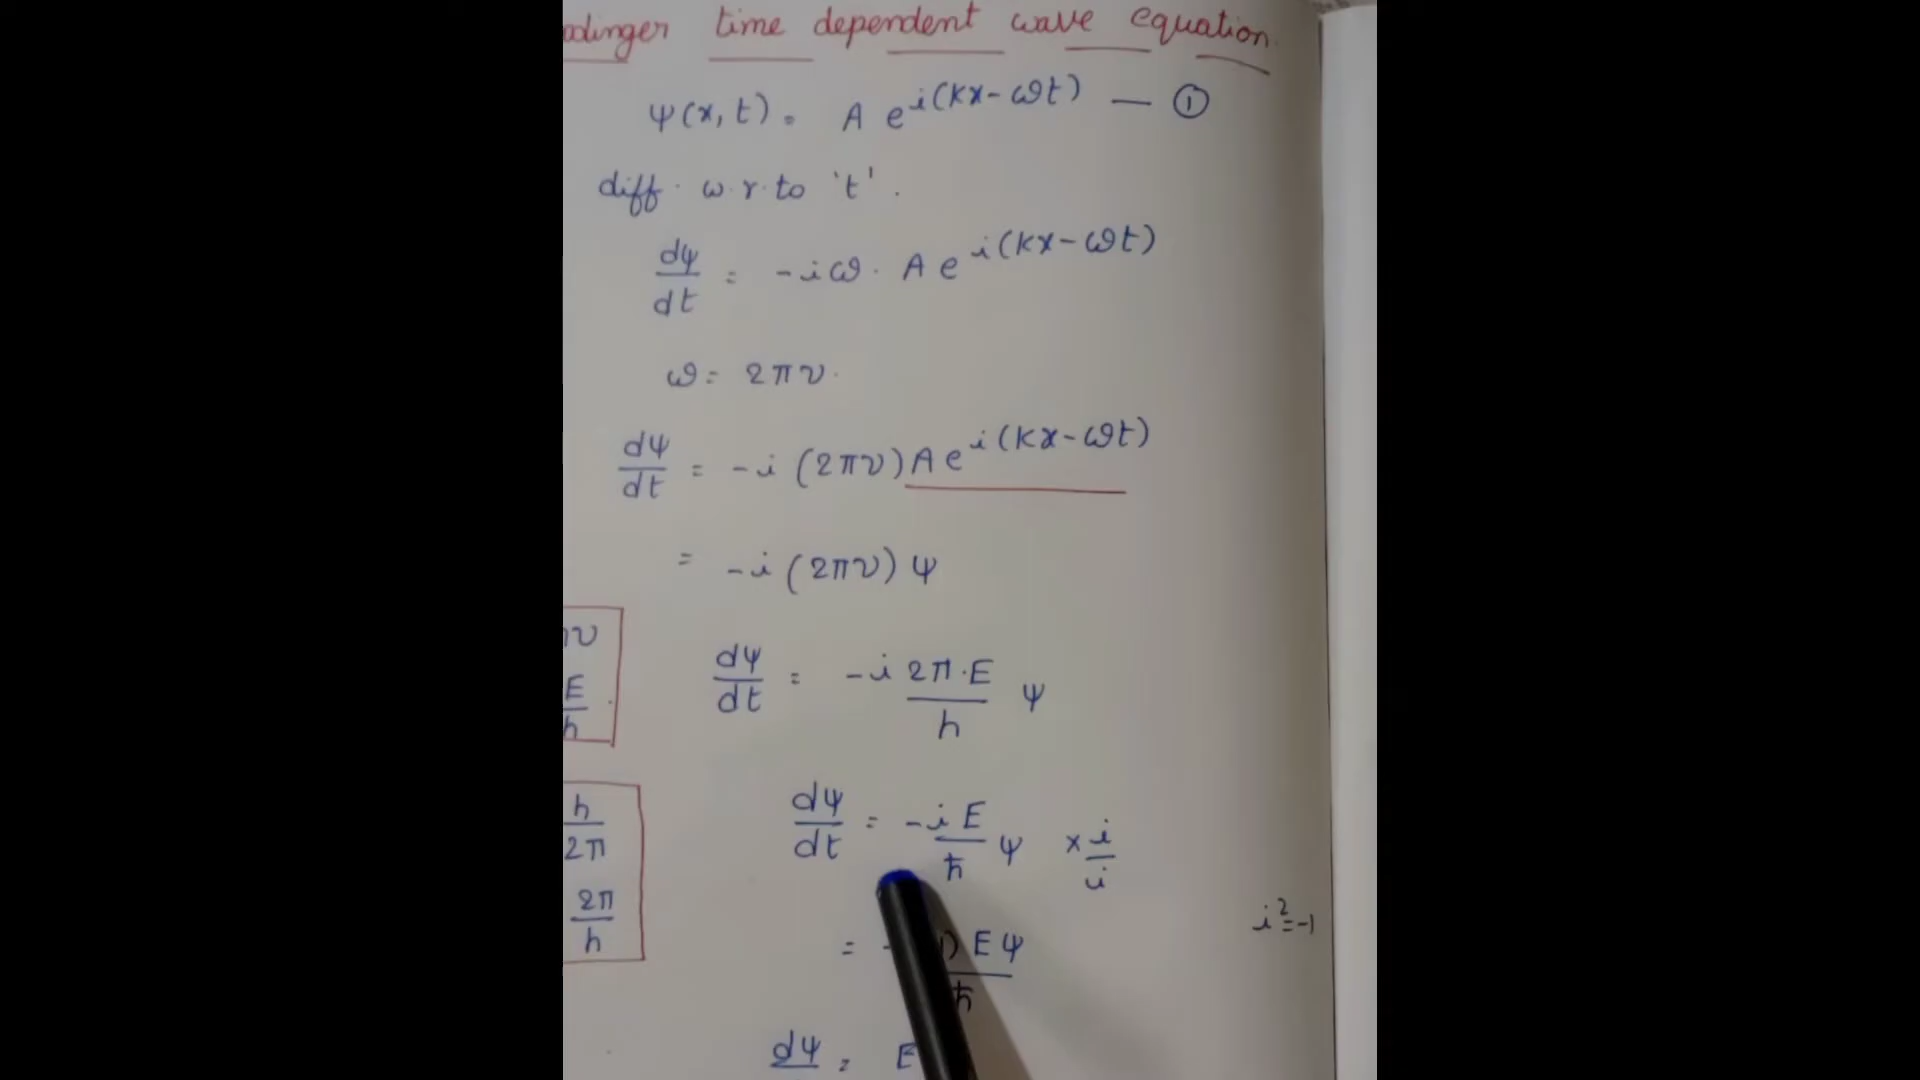 time dependent wave equation.
ψ(x, t) = A e^{i(kx-ωt)} — ①
diff. w.r.to 't'.
dψ/dt = -iω. A e^{i(kx-ωt)}
ω = 2πν.
dψ/dt = -i (2πν) A e^{i(kx-ωt)}
= -i (2πν) ψ
dψ/dt = -i 2π.E/h ψ
E/h.
dψ/dt = -i E/ħ ψ × i/i
h/2π
2π/h
i²=-1
= - ) Eψ/ħ
dψ = E